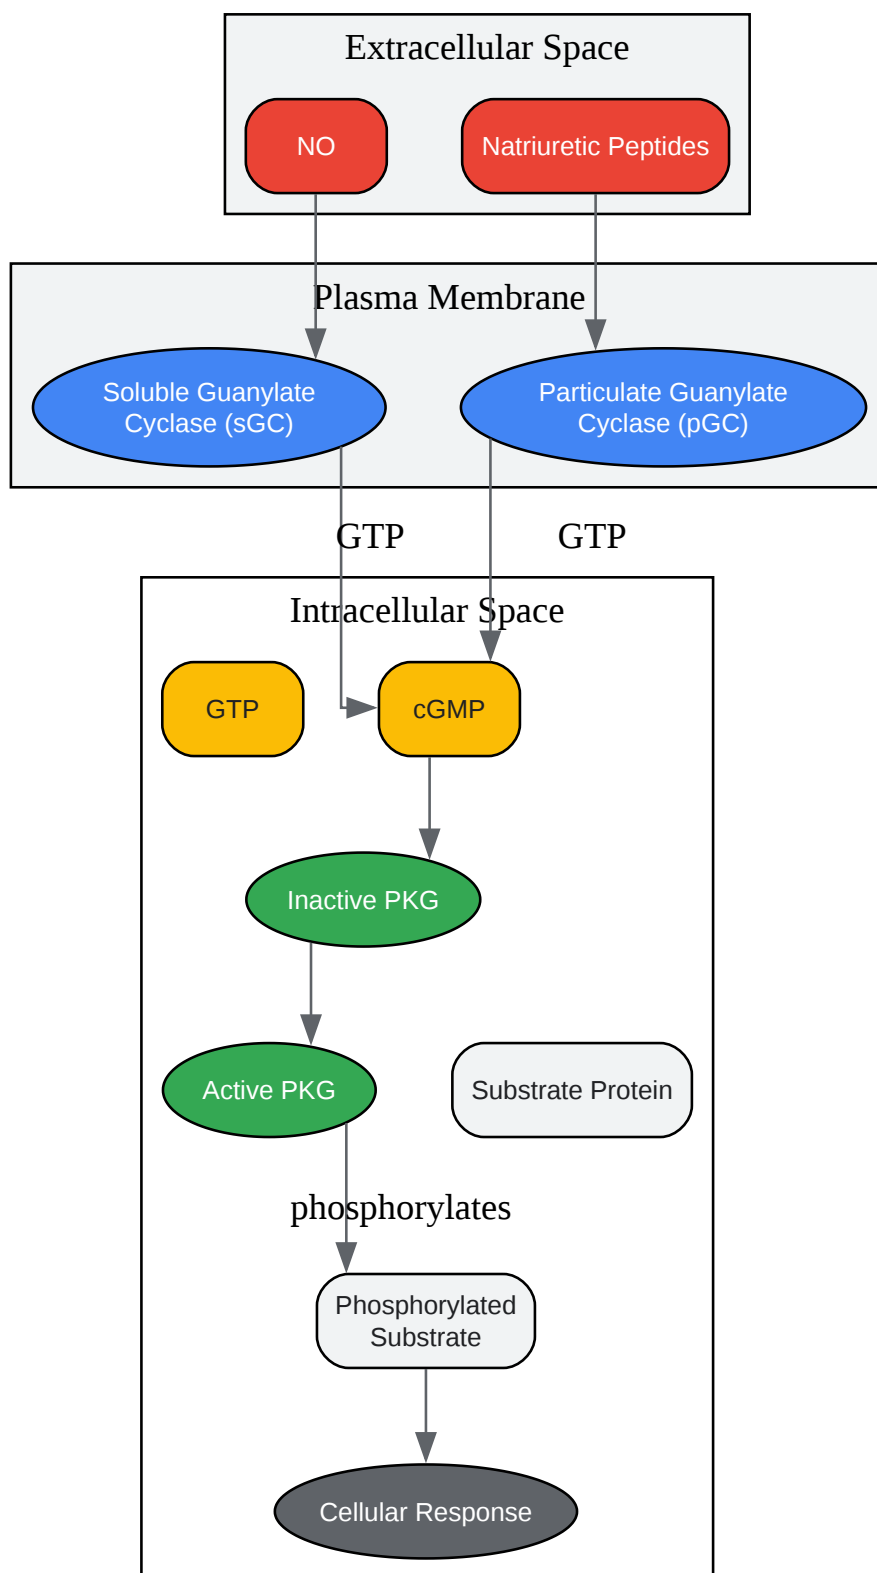 Extracellular Space
NO
Natriuretic Peptides
Plasma Membrane
Soluble Guanylate
Cyclase (sGC)
Particulate Guanylate
Cyclase (pGC)
GTP
GTP
Intracellular Space
GTP
cGMP
Inactive PKG
Active PKG
Substrate Protein
phosphorylates
Phosphorylated
Substrate
Cellular Response